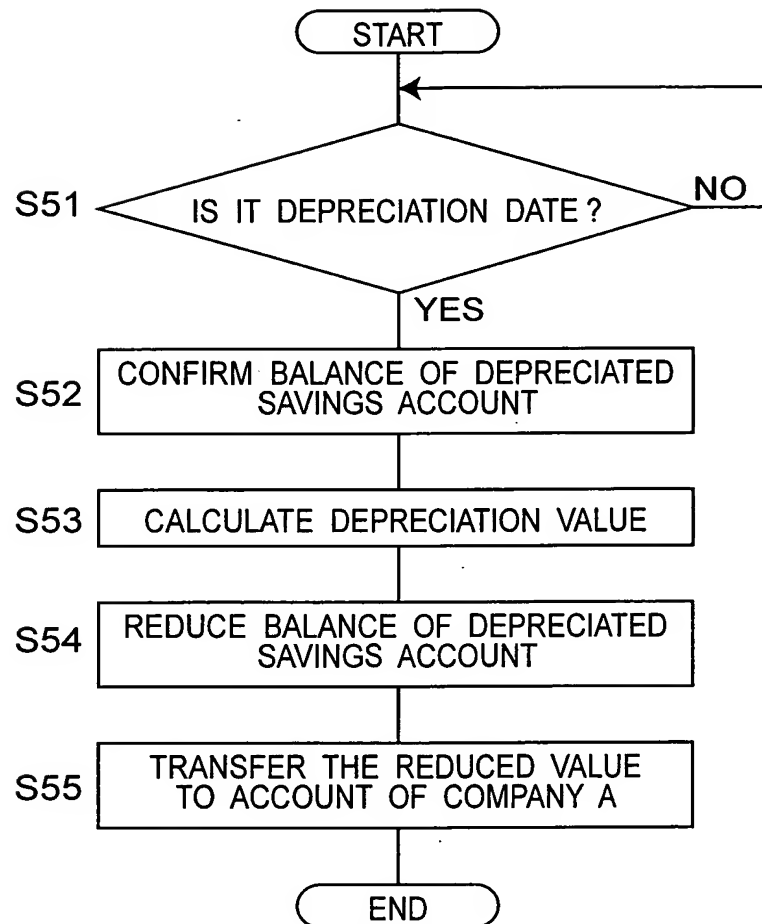 START
S51
IS IT DEPRECIATION DATE?
NO
YES
S52
CONFIRM BALANCE OF DEPRECIATED
SAVINGS ACCOUNT
S53
CALCULATE DEPRECIATION VALUE
S54
REDUCE BALANCE OF DEPRECIATED
SAVINGS ACCOUNT
S55
TRANSFER THE REDUCED VALUE
TO ACCOUNT OF COMPANY A
END